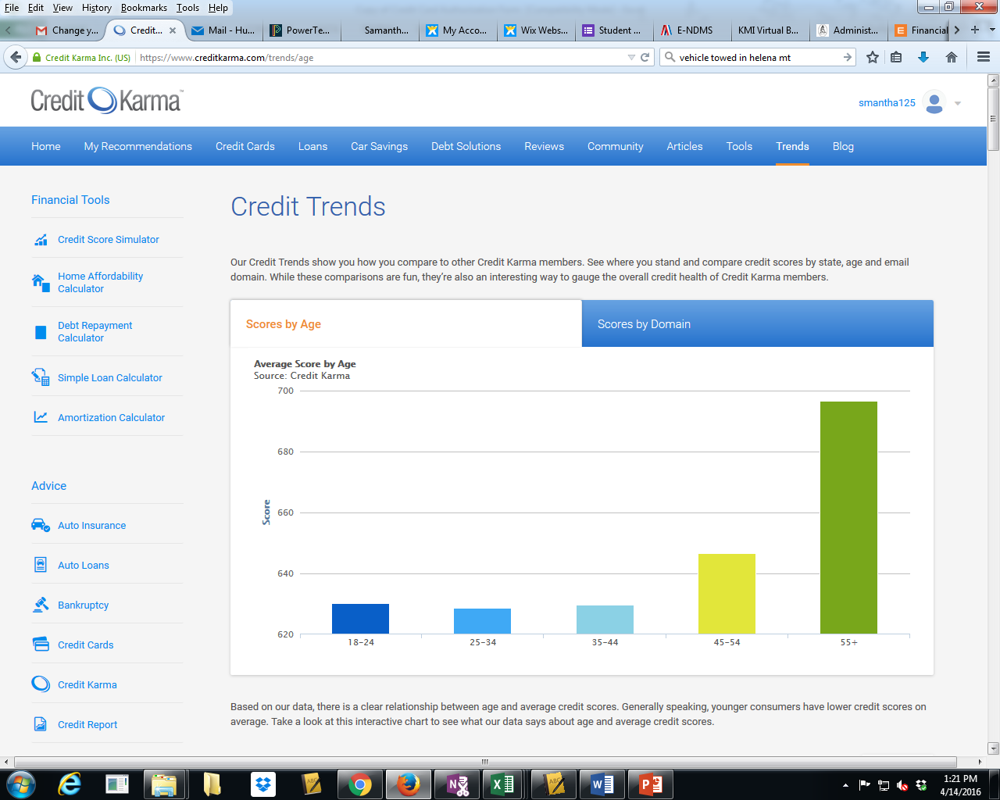 File Edit View History Bookmarks Tools Help
Change y... Credit... Mail - Hu... PowerTe... Samanth... My Acco... Wix Webs... Student ... E-NDMS KMI Virtual B... Administ... Financial
Credit Karma Inc. (US) https://www.creditkarma.com/trends/age vehicle towed in helena mt
Credit Karma™
smantha125
Home My Recommendations Credit Cards Loans Car Savings Debt Solutions Reviews Community Articles Tools Trends Blog
Financial Tools
Credit Score Simulator
Home Affordability
Calculator
Debt Repayment
Calculator
Simple Loan Calculator
Amortization Calculator
Advice
Auto Insurance
Auto Loans
Bankruptcy
Credit Cards
Credit Karma
Credit Report
Credit Trends
Our Credit Trends show you how you compare to other Credit Karma members. See where you stand and compare credit scores by state, age and email
domain. While these comparisons are fun, they're also an interesting way to gauge the overall credit health of Credit Karma members.
Scores by Age Scores by Domain
Average Score by Age
Source: Credit Karma
700
680
660
640
620
Score
18-24 25-34 35-44 45-54 55+
Based on our data, there is a clear relationship between age and average credit scores. Generally speaking, younger consumers have lower credit scores on
average. Take a look at this interactive chart to see what our data says about age and average credit scores.
1:21 PM
4/14/2016